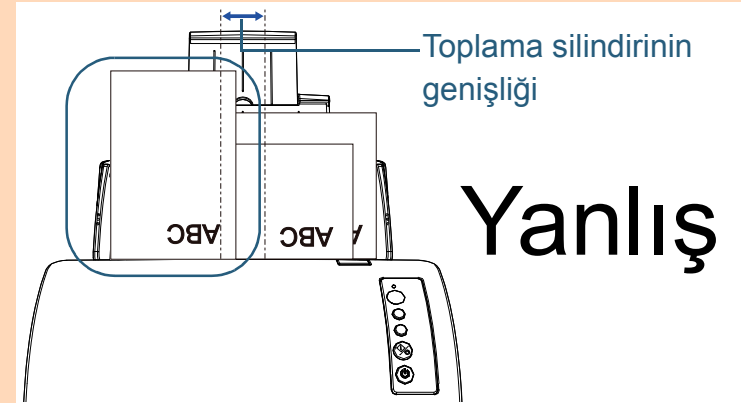 Toplama silindirinin
genişliği
Yanlış
ABC
ABC
A